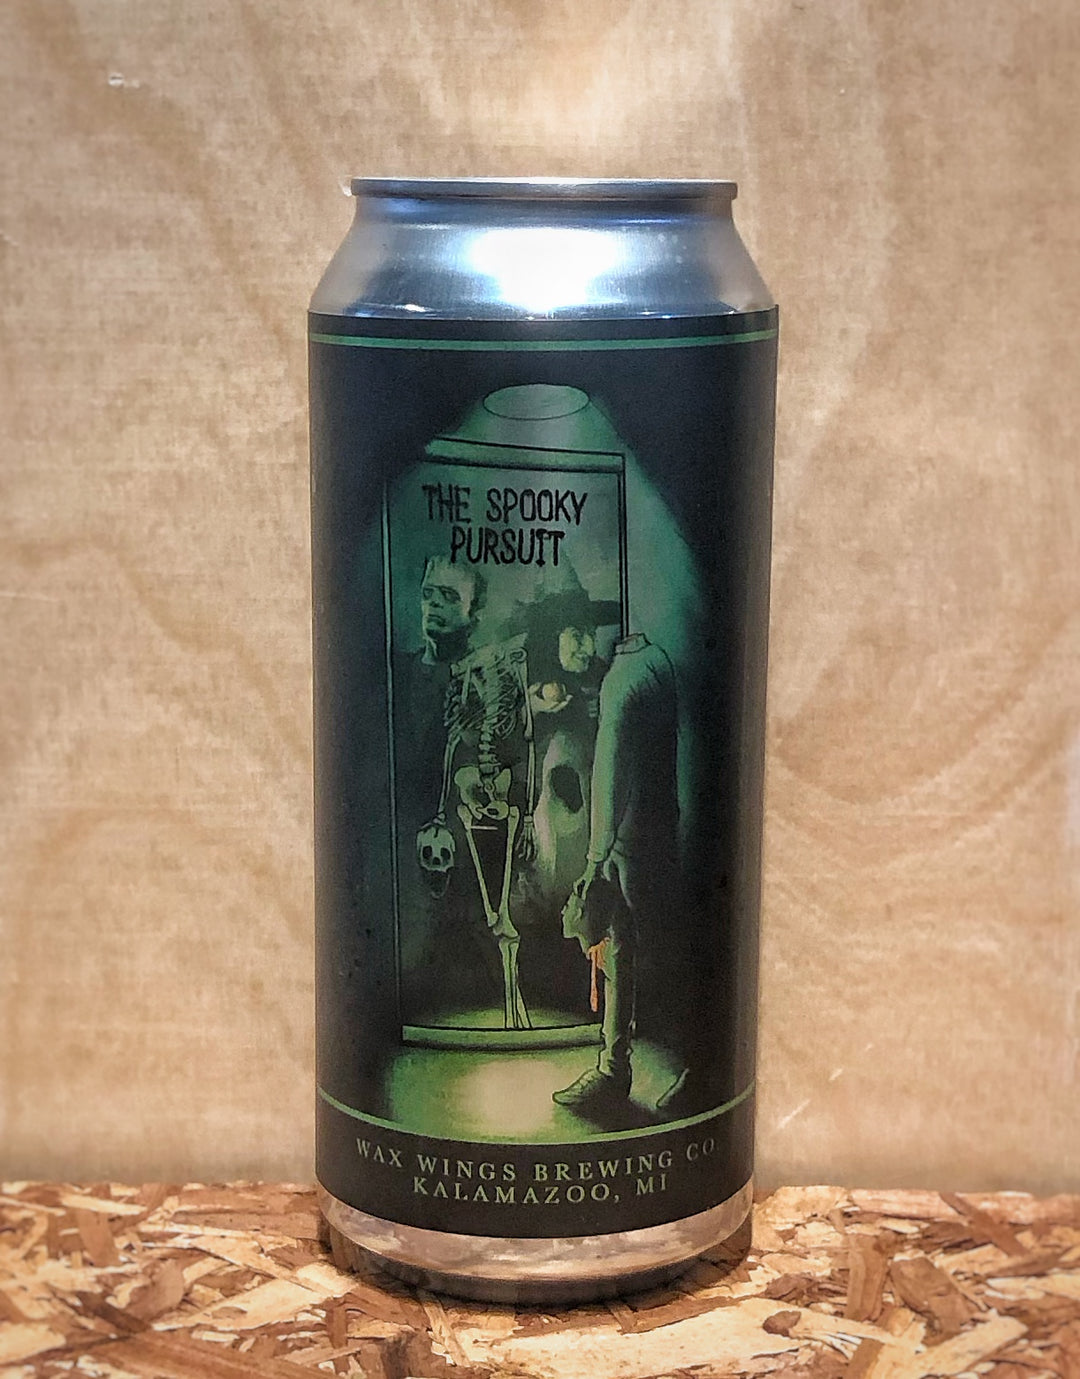 THE SPOOKY
PURSUIT
WAX WINGS BREWING CO
KALAMAZOO, MI